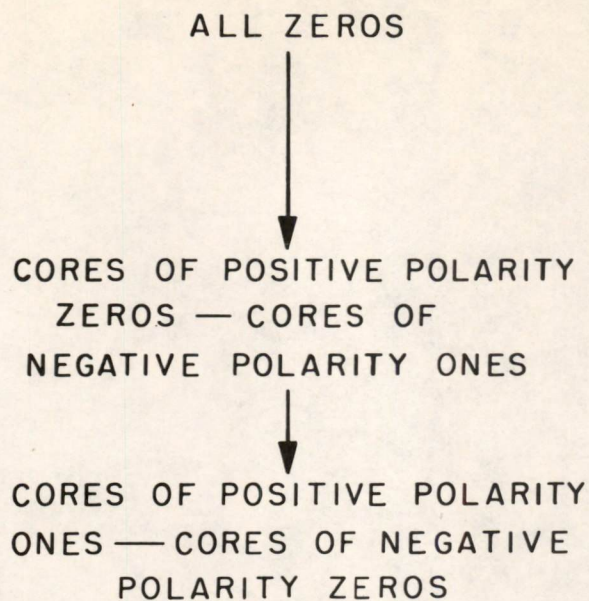 ALL ZEROS
CORES OF POSITIVE POLARITY
ZEROS — CORES OF
NEGATIVE POLARITY ONES
CORES OF POSITIVE POLARITY
ONES — CORES OF NEGATIVE
POLARITY ZEROS